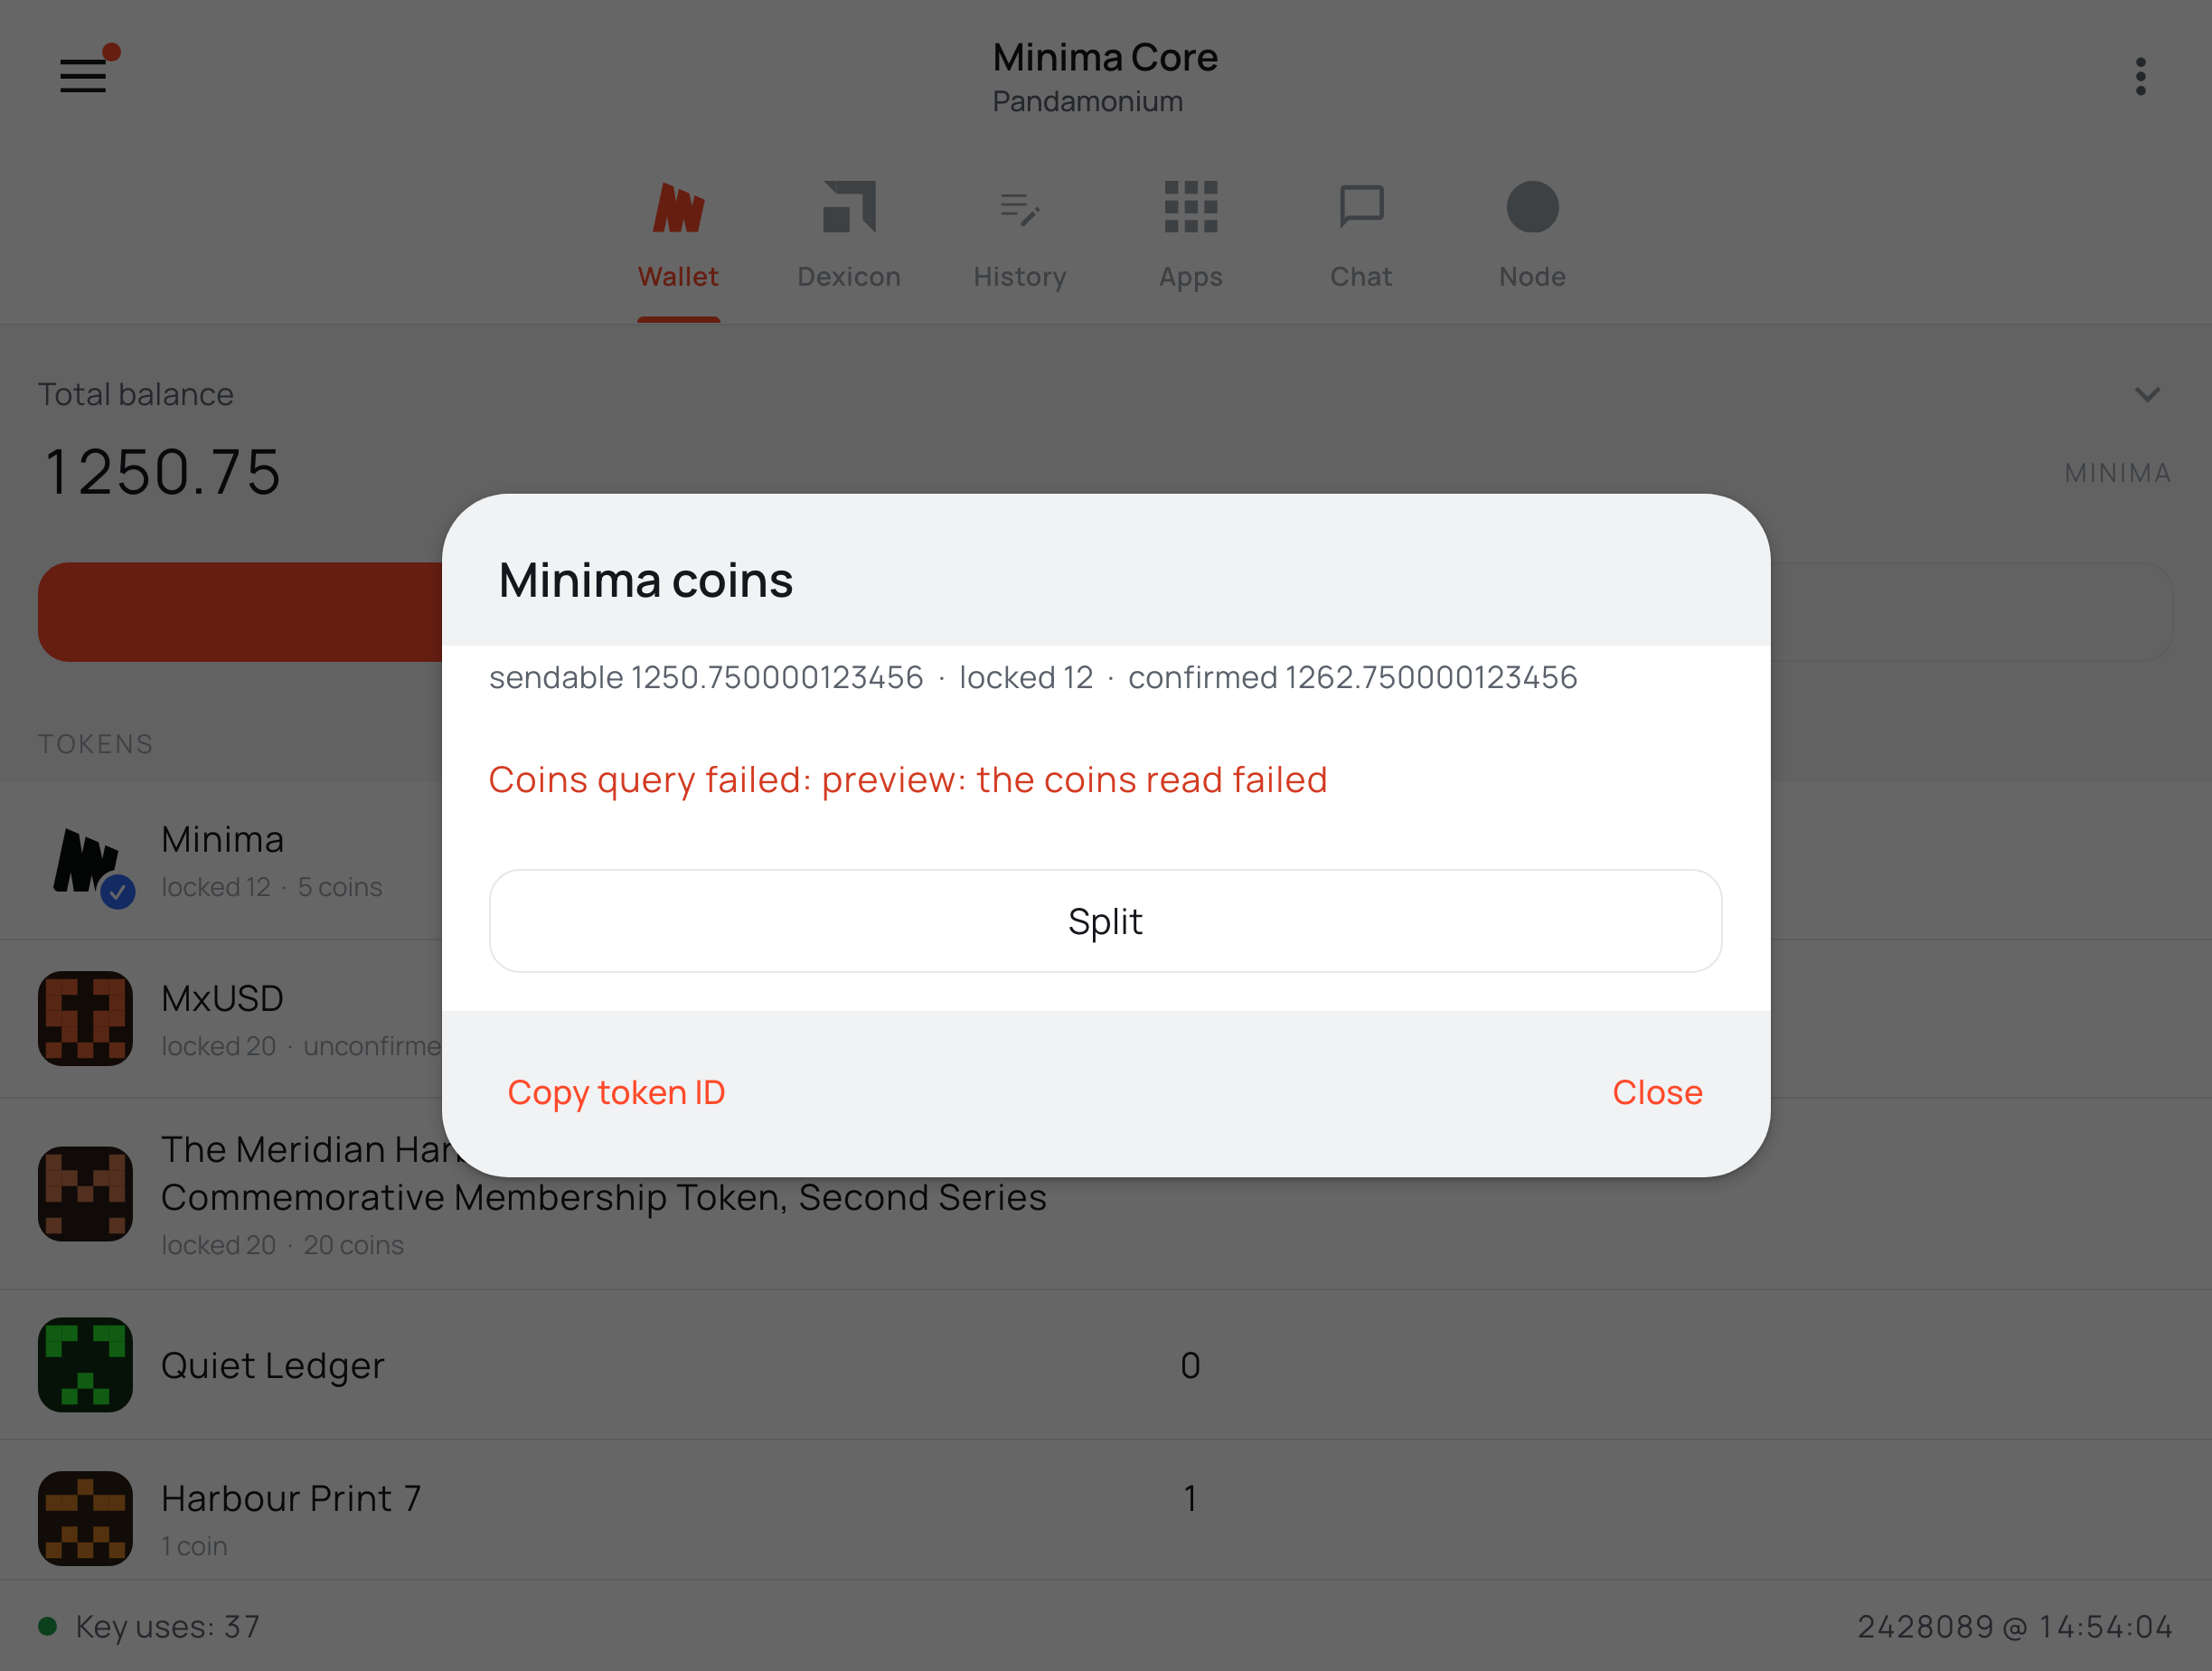 Minima Core
Pandamonium
Wallet
Dexicon
History
Apps
Chat
Node
Total balance
1250.75
MINIMA
Minima coins
sendable 1250.750000123456 · locked 12 · confirmed 1262.750000123456
Coins query failed: preview: the coins read failed
Split
Copy token ID
Close
TOKENS
Minima
locked 12 · 5 coins
MxUSD
locked 20 ·
The Meridian
Commemorative Membership Token, Second Series
locked 20 · 20 coins
Quiet Ledger
0
Harbour Print 7
1
1 coin
Key uses: 37
2428089 @ 14:54:04